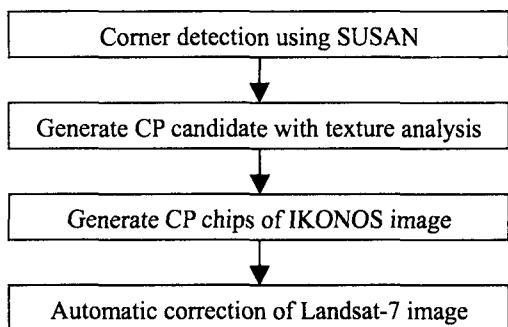 Corner detection using SUSAN
Generate CP candidate with texture analysis
Generate CP chips of IKONOS image
Automatic correction of Landsat-7 image